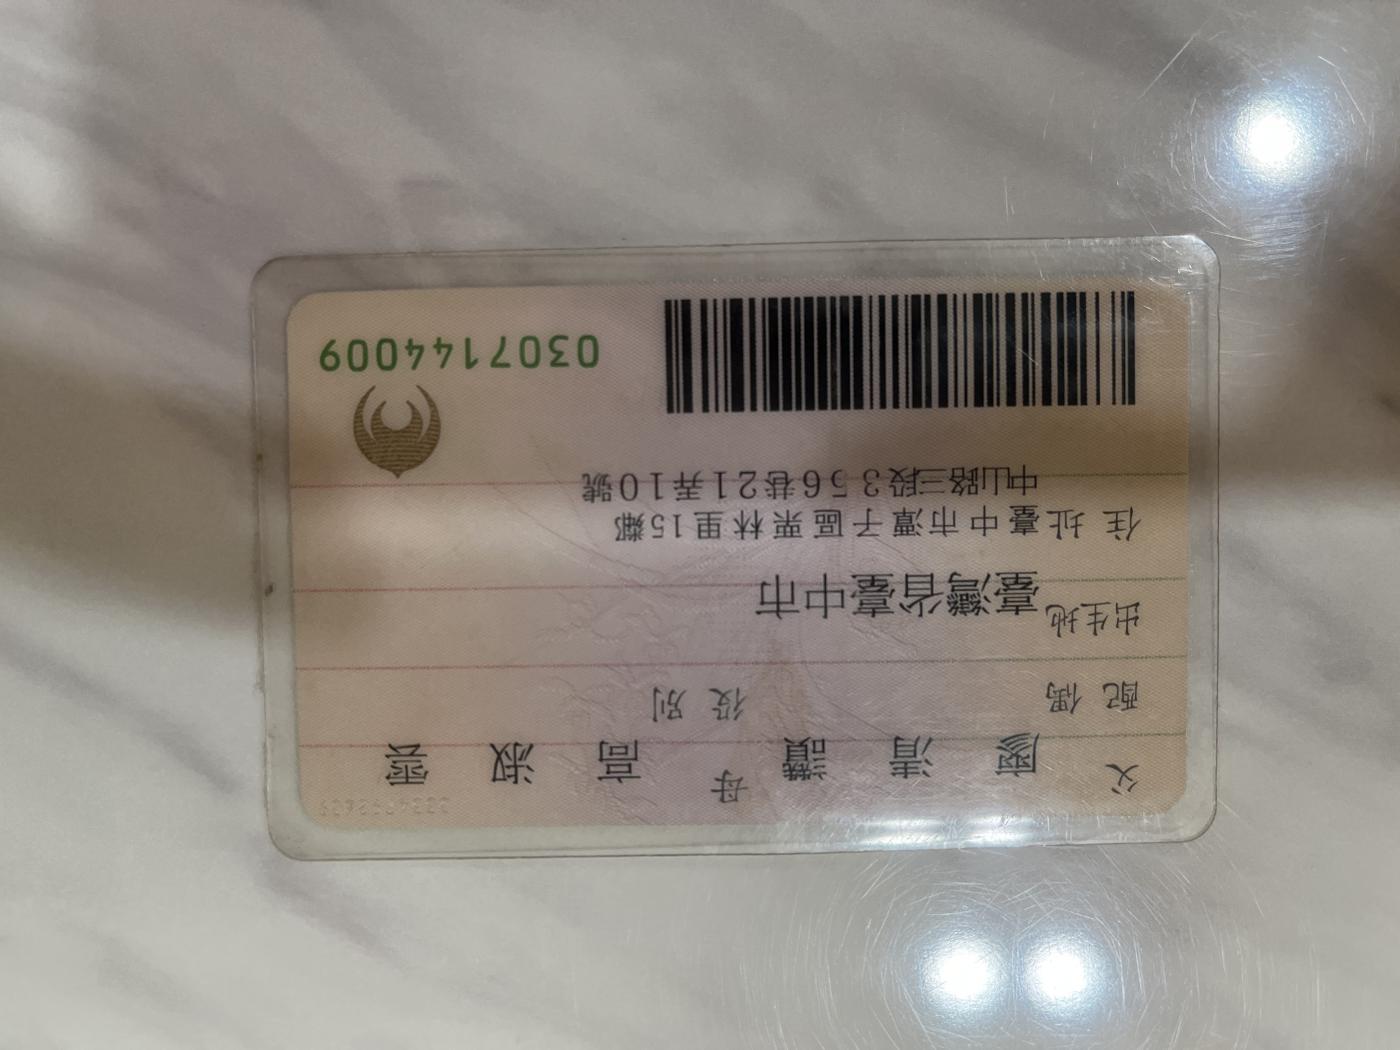 父 廖清讚 母 高淑雲
配偶 役別
出生地 臺灣省臺中市
住址 臺中市潭子區栗林里15鄰
中山路三段356巷21弄10號
0307144009